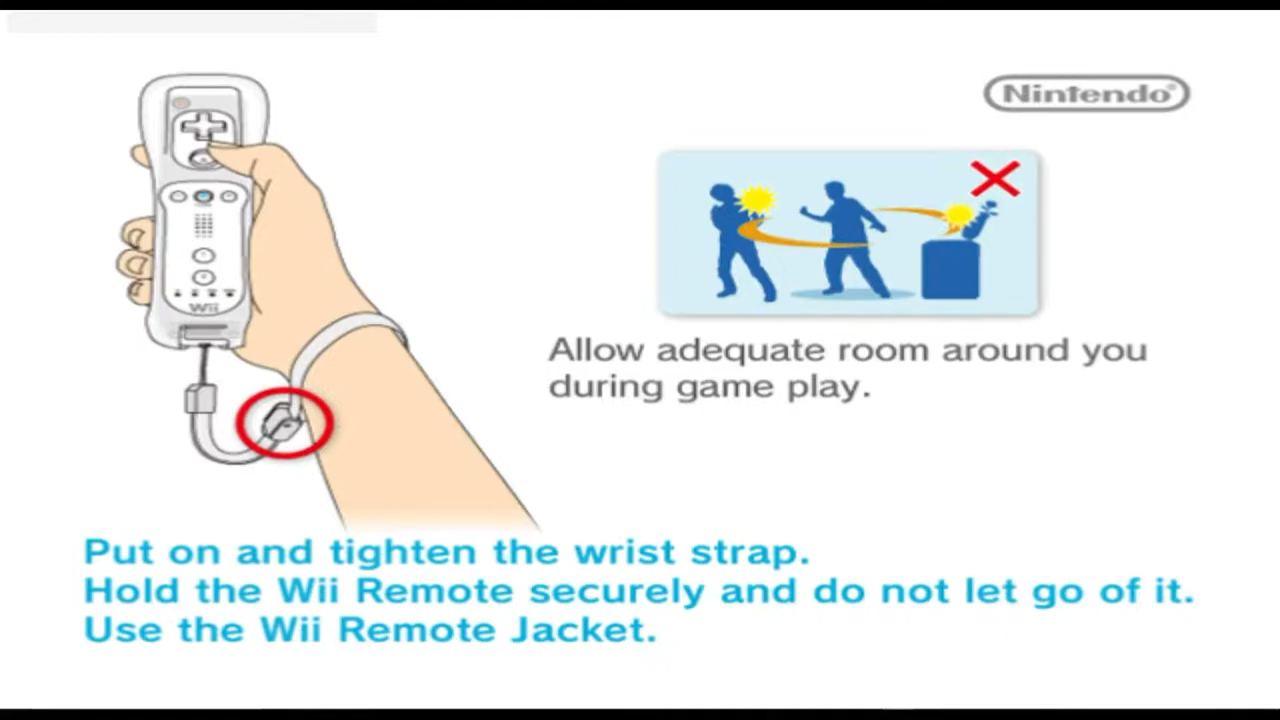 Nintendo®
Allow adequate room around you
during game play.
Wii
Put on and tighten the wrist strap.
Hold the Wii Remote securely and do not let go of it.
Use the Wii Remote Jacket.